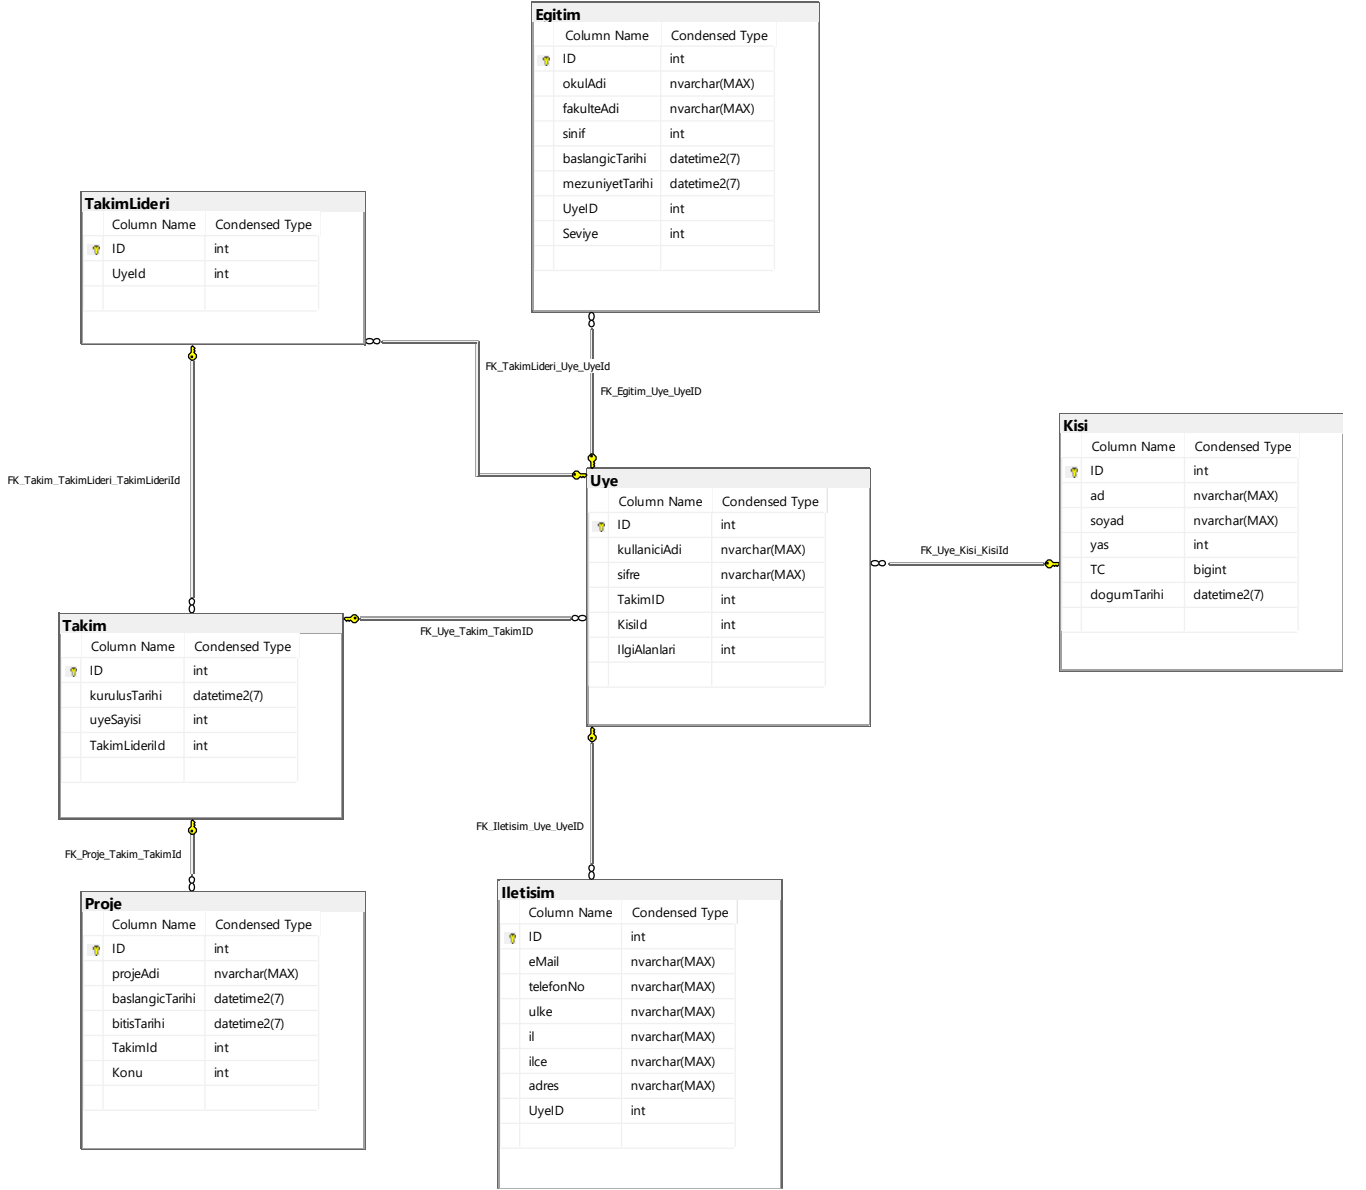 Egitim
Column Name Condensed Type
ID int
okulAdi nvarchar(MAX)
fakulteAdi nvarchar(MAX)
sinif int
baslangicTarihi datetime2(7)
mezuniyetTarihi datetime2(7)
UyeID int
Seviye int
TakimLideri
Column Name Condensed Type
ID int
UyeId int
FK_TakimLideri_Uye_UyeId
FK_Egitim_Uye_UyeID
FK_Takim_TakimLideri_TakimLideriId
Uye
Column Name Condensed Type
ID int
kullaniciAdi nvarchar(MAX)
sifre nvarchar(MAX)
TakimID int
KisiId int
IlgiAlanlari int
FK_Uye_Kisi_KisiId
Kisi
Column Name Condensed Type
ID int
ad nvarchar(MAX)
soyad nvarchar(MAX)
yas int
TC bigint
dogumTarihi datetime2(7)
FK_Uye_Takim_TakimID
Takim
Column Name Condensed Type
ID int
kurulusTarihi datetime2(7)
uyeSayisi int
TakimLideriId int
FK_Proje_Takim_TakimId
FK_Iletisim_Uye_UyeID
Proje
Column Name Condensed Type
ID int
projeAdi nvarchar(MAX)
baslangicTarihi datetime2(7)
bitisTarihi datetime2(7)
TakimId int
Konu int
Iletisim
Column Name Condensed Type
ID int
eMail nvarchar(MAX)
telefonNo nvarchar(MAX)
ulke nvarchar(MAX)
il nvarchar(MAX)
ilce nvarchar(MAX)
adres nvarchar(MAX)
UyeID int